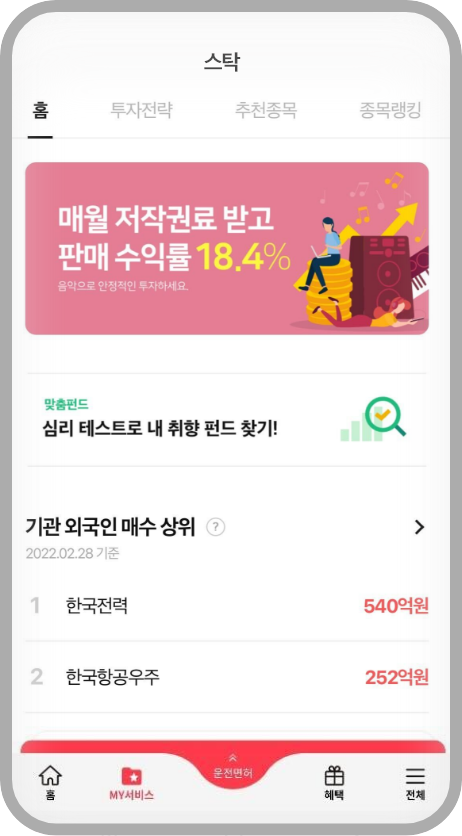 스탁
홈 투자전략 추천종목 종목랭킹
매월 저작권료 받고
판매 수익률 18.4%
음악으로 안정적인 투자하세요.
맞춤펀드
심리 테스트로 내 취향 펀드 찾기!
기관 외국인 매수 상위 ?
2022.02.28 기준
1 한국전력 540억원
2 한국항공우주 252억원
운전면허
홈 MY서비스 혜택 전체